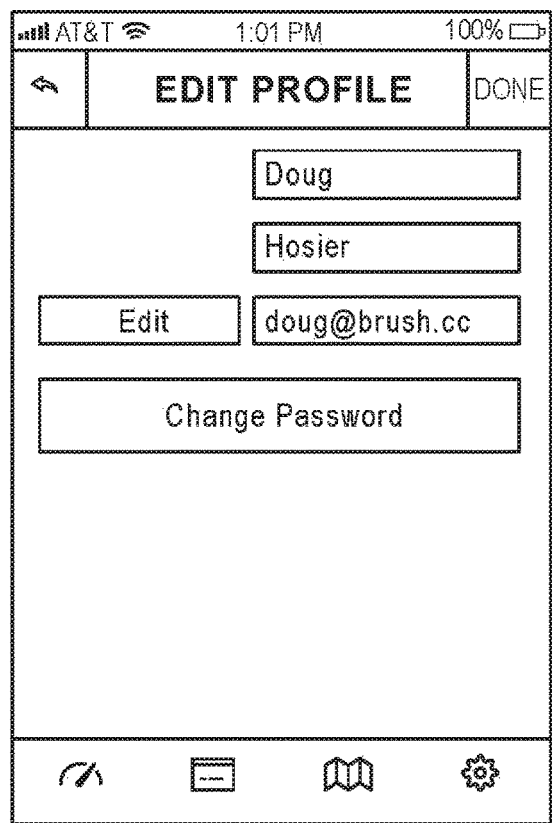 AT&T 1:01 PM 100%
EDIT PROFILE DONE
Doug
Hosier
Edit doug@brush.cc
Change Password